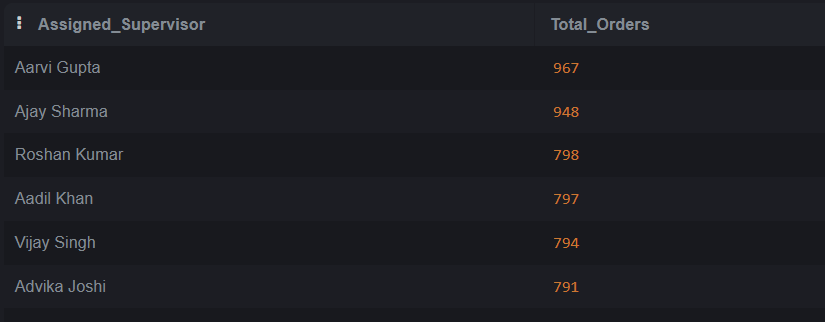 Assigned_Supervisor Total_Orders
Aarvi Gupta 967
Ajay Sharma 948
Roshan Kumar 798
Aadil Khan 797
Vijay Singh 794
Advika Joshi 791